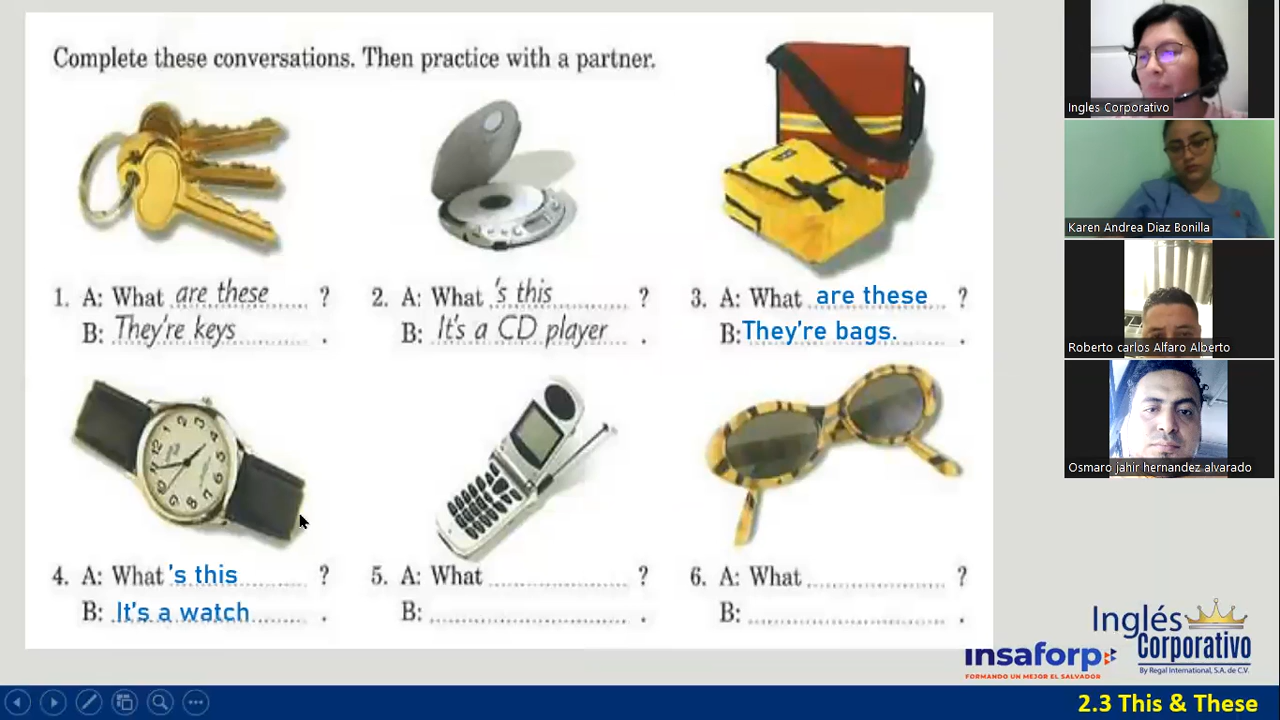 Complete these conversations. Then practice with a partner.
1. A: What are these ?
B: They're keys .
2. A: What 's this ?
B: It's a CD player .
3. A: What are these ?
B: They're bags. .
4. A: What 's this ?
B: It's a watch .
5. A: What ?
B: .
6. A: What ?
B: .
Ingles Corporativo
Karen Andrea Diaz Bonilla
Roberto carlos Alfaro Alberto
Osmaro jahir hernandez alvarado
insaforp
FORMANDO UN MEJOR EL SALVADOR
Inglés
Corporativo
By Regal International, S.A. de C.V.
2.3 This & These